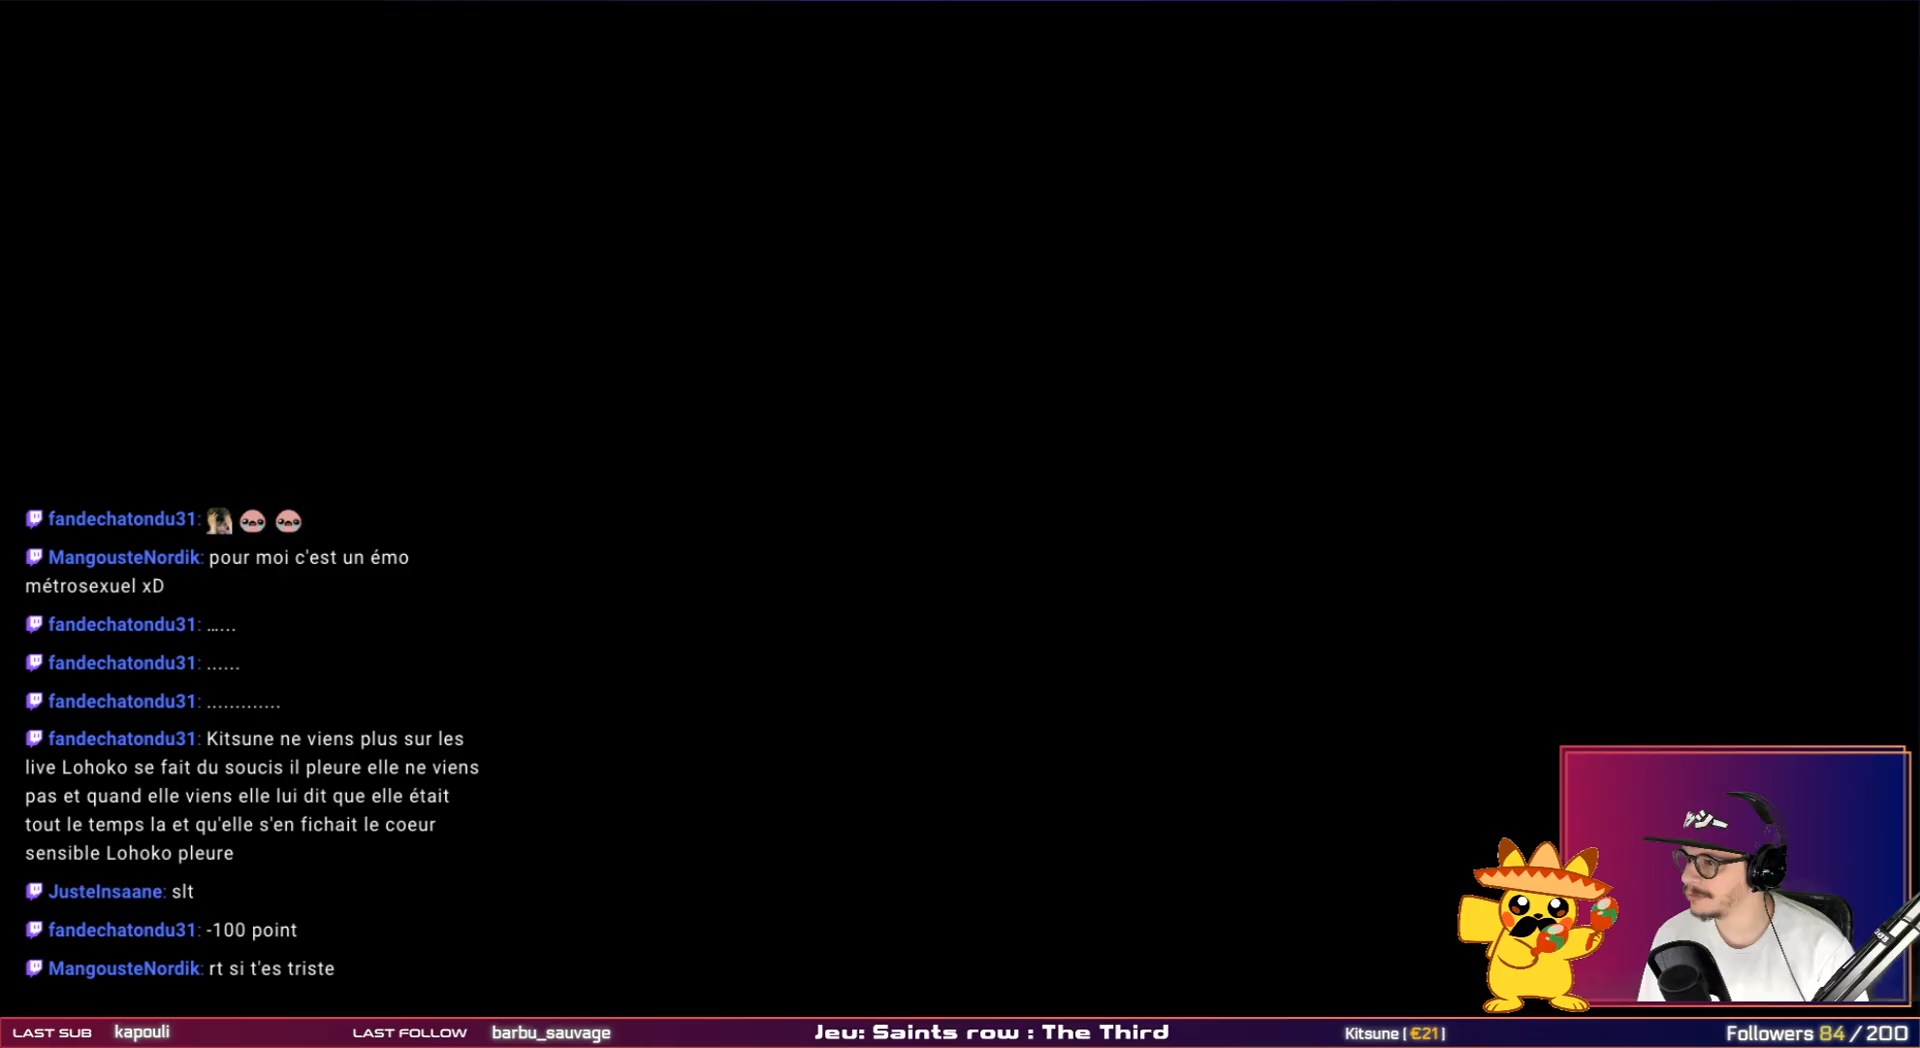 fandechatondu31:
MangousteNordik: pour moi c'est un émo
métrosexuel xD
fandechatondu31: ......
fandechatondu31: ......
fandechatondu31: .............
fandechatondu31: Kitsune ne viens plus sur les
live Lohoko se fait du soucis il pleure elle ne viens
pas et quand elle viens elle lui dit que elle était
tout le temps la et qu'elle s'en fichait le coeur
sensible Lohoko pleure
JusteInsaane: slt
fandechatondu31: -100 point
MangousteNordik: rt si t'es triste
LAST SUB kapouli LAST FOLLOW barbu_sauvage Jeu: Saints row : The Third Kitsune [ €21 ] Followers 84 / 200